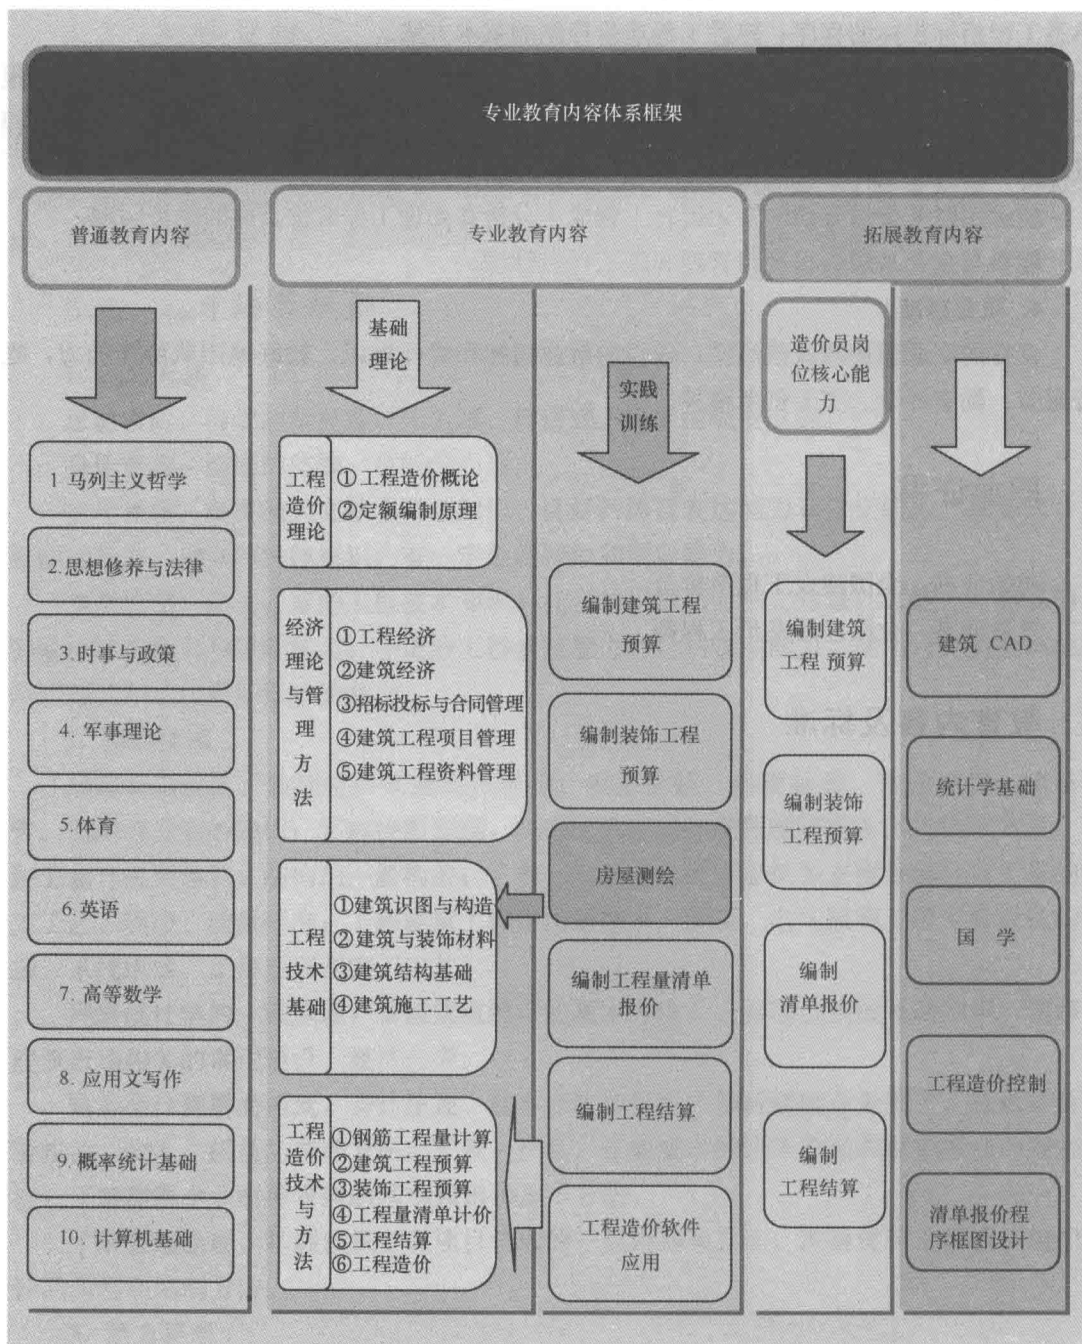 专业教育内容体系框架
普通教育内容
专业教育内容
拓展教育内容
1 马列主义哲学
2.思想修养与法律
3.时事与政策
4. 军事理论
5.体育
6.英语
7. 高等数学
8. 应用文写作
9. 概率统计基础
10. 计算机基础
基础
理论
工程
造价
理论
①工程造价概论
②定额编制原理
经济
理论
与管
理
方
法
①工程经济
②建筑经济
③招标投标与合同管理
④建筑工程项目管理
⑤建筑工程资料管理
工程
技术
基础
①建筑识图与构造
②建筑与装饰材料
③建筑结构基础
④建筑施工工艺
工程
造价
技术
与
方
法
①钢筋工程量计算
②建筑工程预算
③装饰工程预算
④工程量清单计价
⑤工程结算
⑥工程造价
实践
训练
编制建筑工程
预算
编制装饰工程
预算
房屋测绘
编制工程量清单
报价
编制工程结算
工程造价软件
应用
造价员岗
位核心能
力
编制建筑
工程 预算
编制装饰
工程预算
编制
清单报价
编制
工程结算
建筑 CAD
统计学基础
国 学
工程造价控制
清单报价程
序框图设计